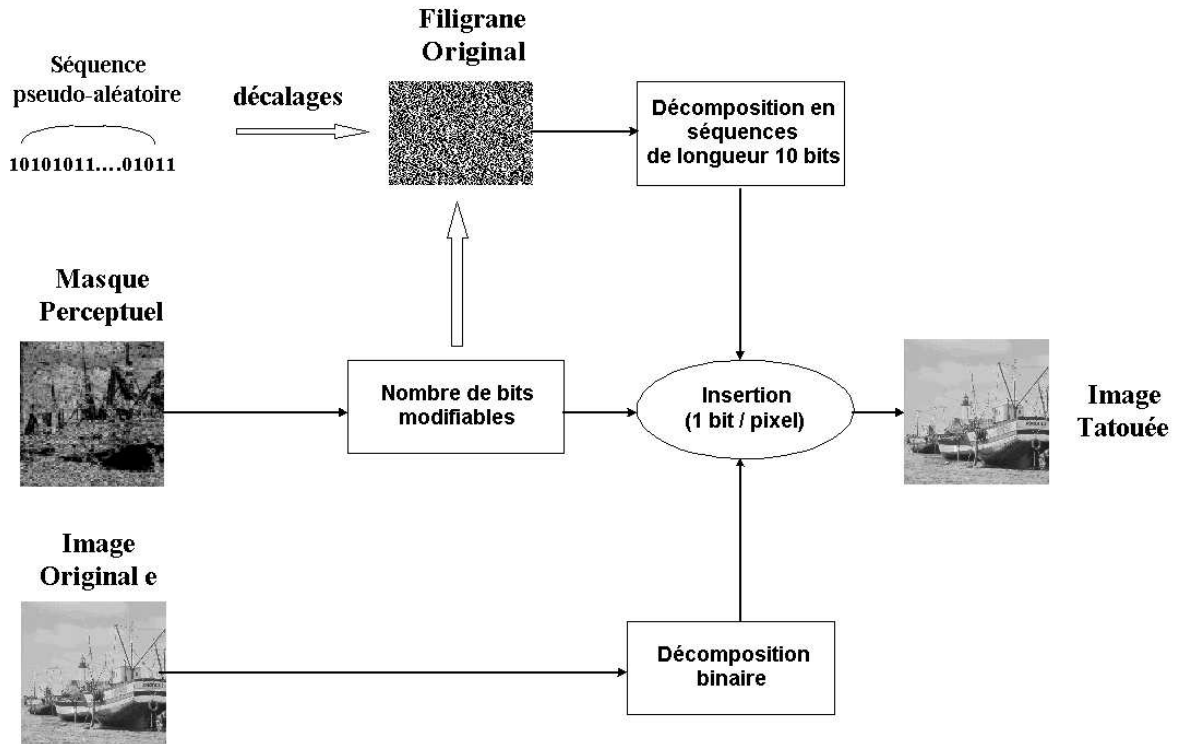 Filigrane
Original
Séquence
pseudo-aléatoire
10101011....01011
décalages
Décomposition en
séquences
de longueur 10 bits
Masque
Perceptuel
Nombre de bits
modifiables
Insertion
(1 bit / pixel)
Image
Tatouée
Image
Original e
Décomposition
binaire